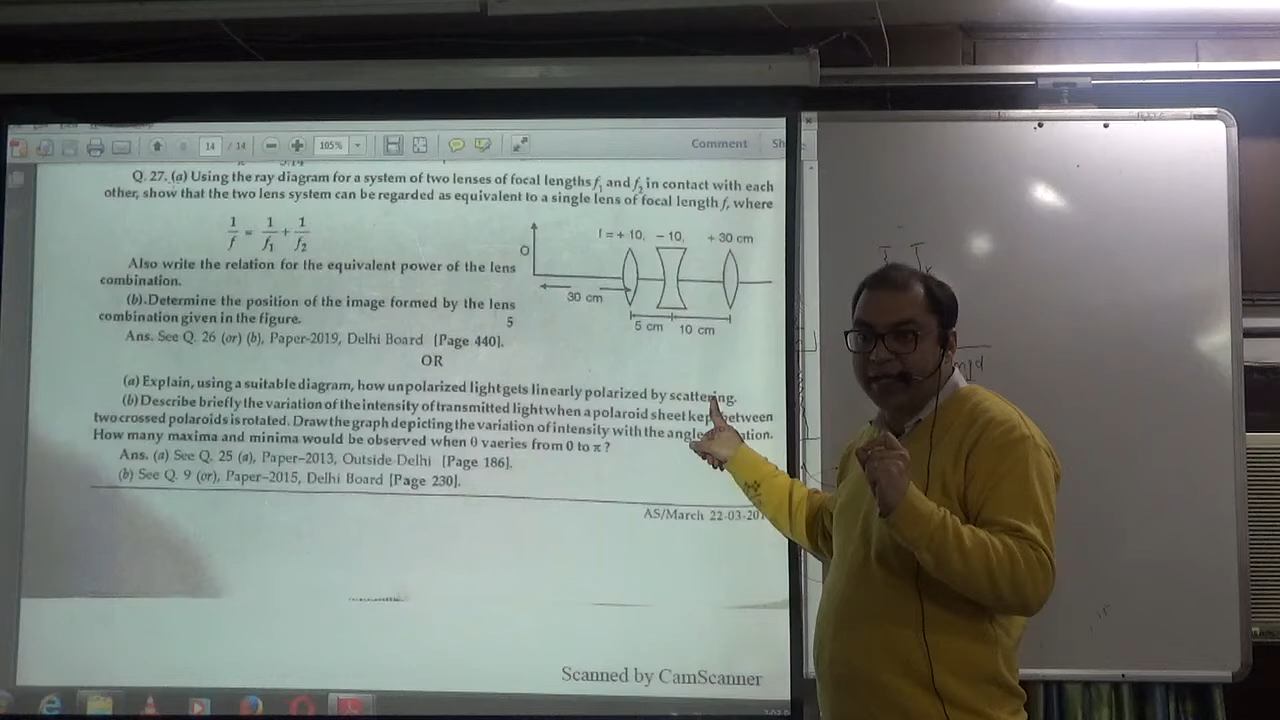 14 / 14
105%
Comment
Sh
Q. 27. (a) Using the ray diagram for a system of two lenses of focal lengths f1 and f2 in contact with each
other, show that the two lens system can be regarded as equivalent to a single lens of focal length f, where
1/f = 1/f1 + 1/f2
Also write the relation for the equivalent power of the lens
combination.
(b).Determine the position of the image formed by the lens
combination given in the figure. 5
O
f = + 10, − 10, + 30 cm
30 cm
5 cm 10 cm
Ans. See Q. 26 (or) (b), Paper-2019, Delhi Board [Page 440].
OR
(a) Explain, using a suitable diagram, how unpolarized light gets linearly polarized by scattering.
(b) Describe briefly the variation of the intensity of transmitted light when a polaroid sheet kept between
two crossed polaroids is rotated. Draw the graph depicting the variation of intensity with the angle
How many maxima and minima would be observed when θ vaeries from 0 to π ?
Ans. (a) See Q. 25 (a), Paper–2013, Outside Delhi [Page 186].
(b) See Q. 9 (or), Paper–2015, Delhi Board [Page 230].
AS/March 22-03-201
Scanned by CamScanner